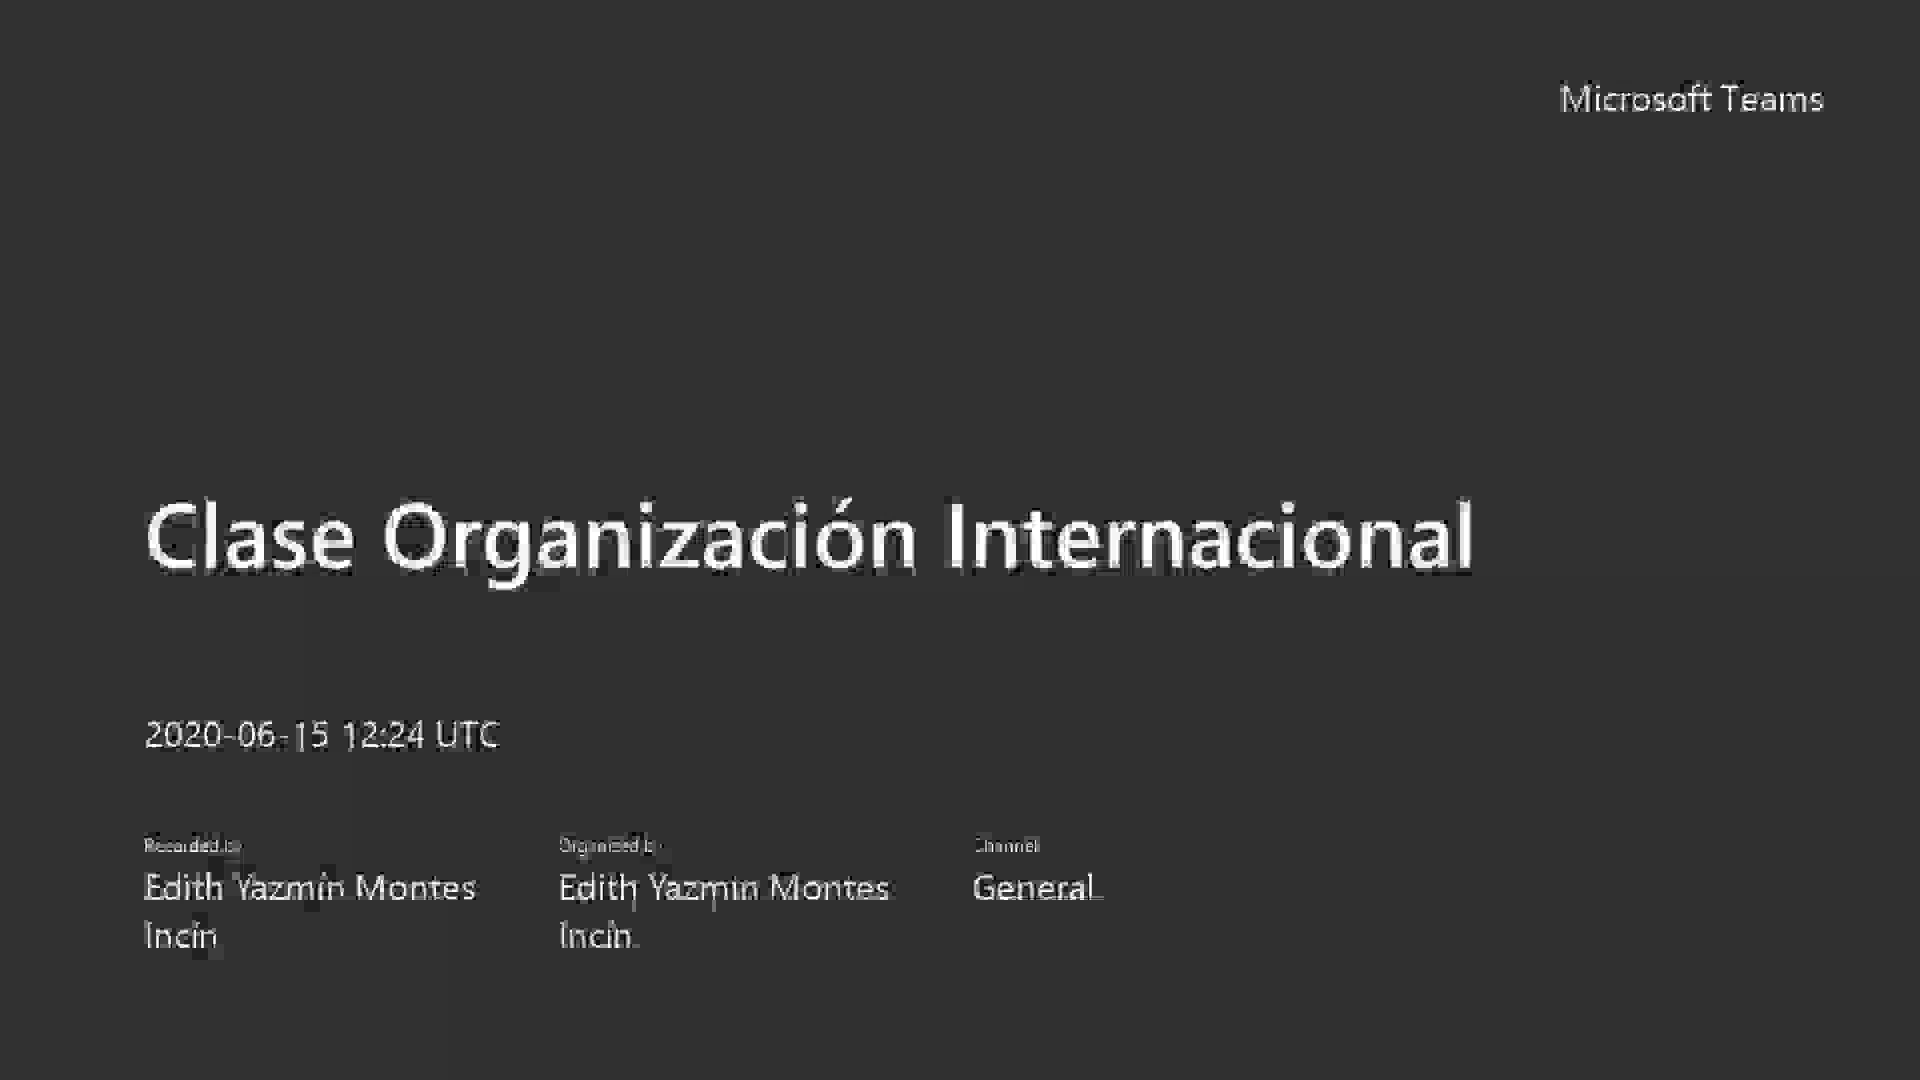 Microsoft Teams
Clase Organización Internacional
2020-06-15 12:24 UTC
Recorded by
Organized by
Channel
Edith Yazmín Montes
Edith Yazmín Montes
General
Incín
Incín